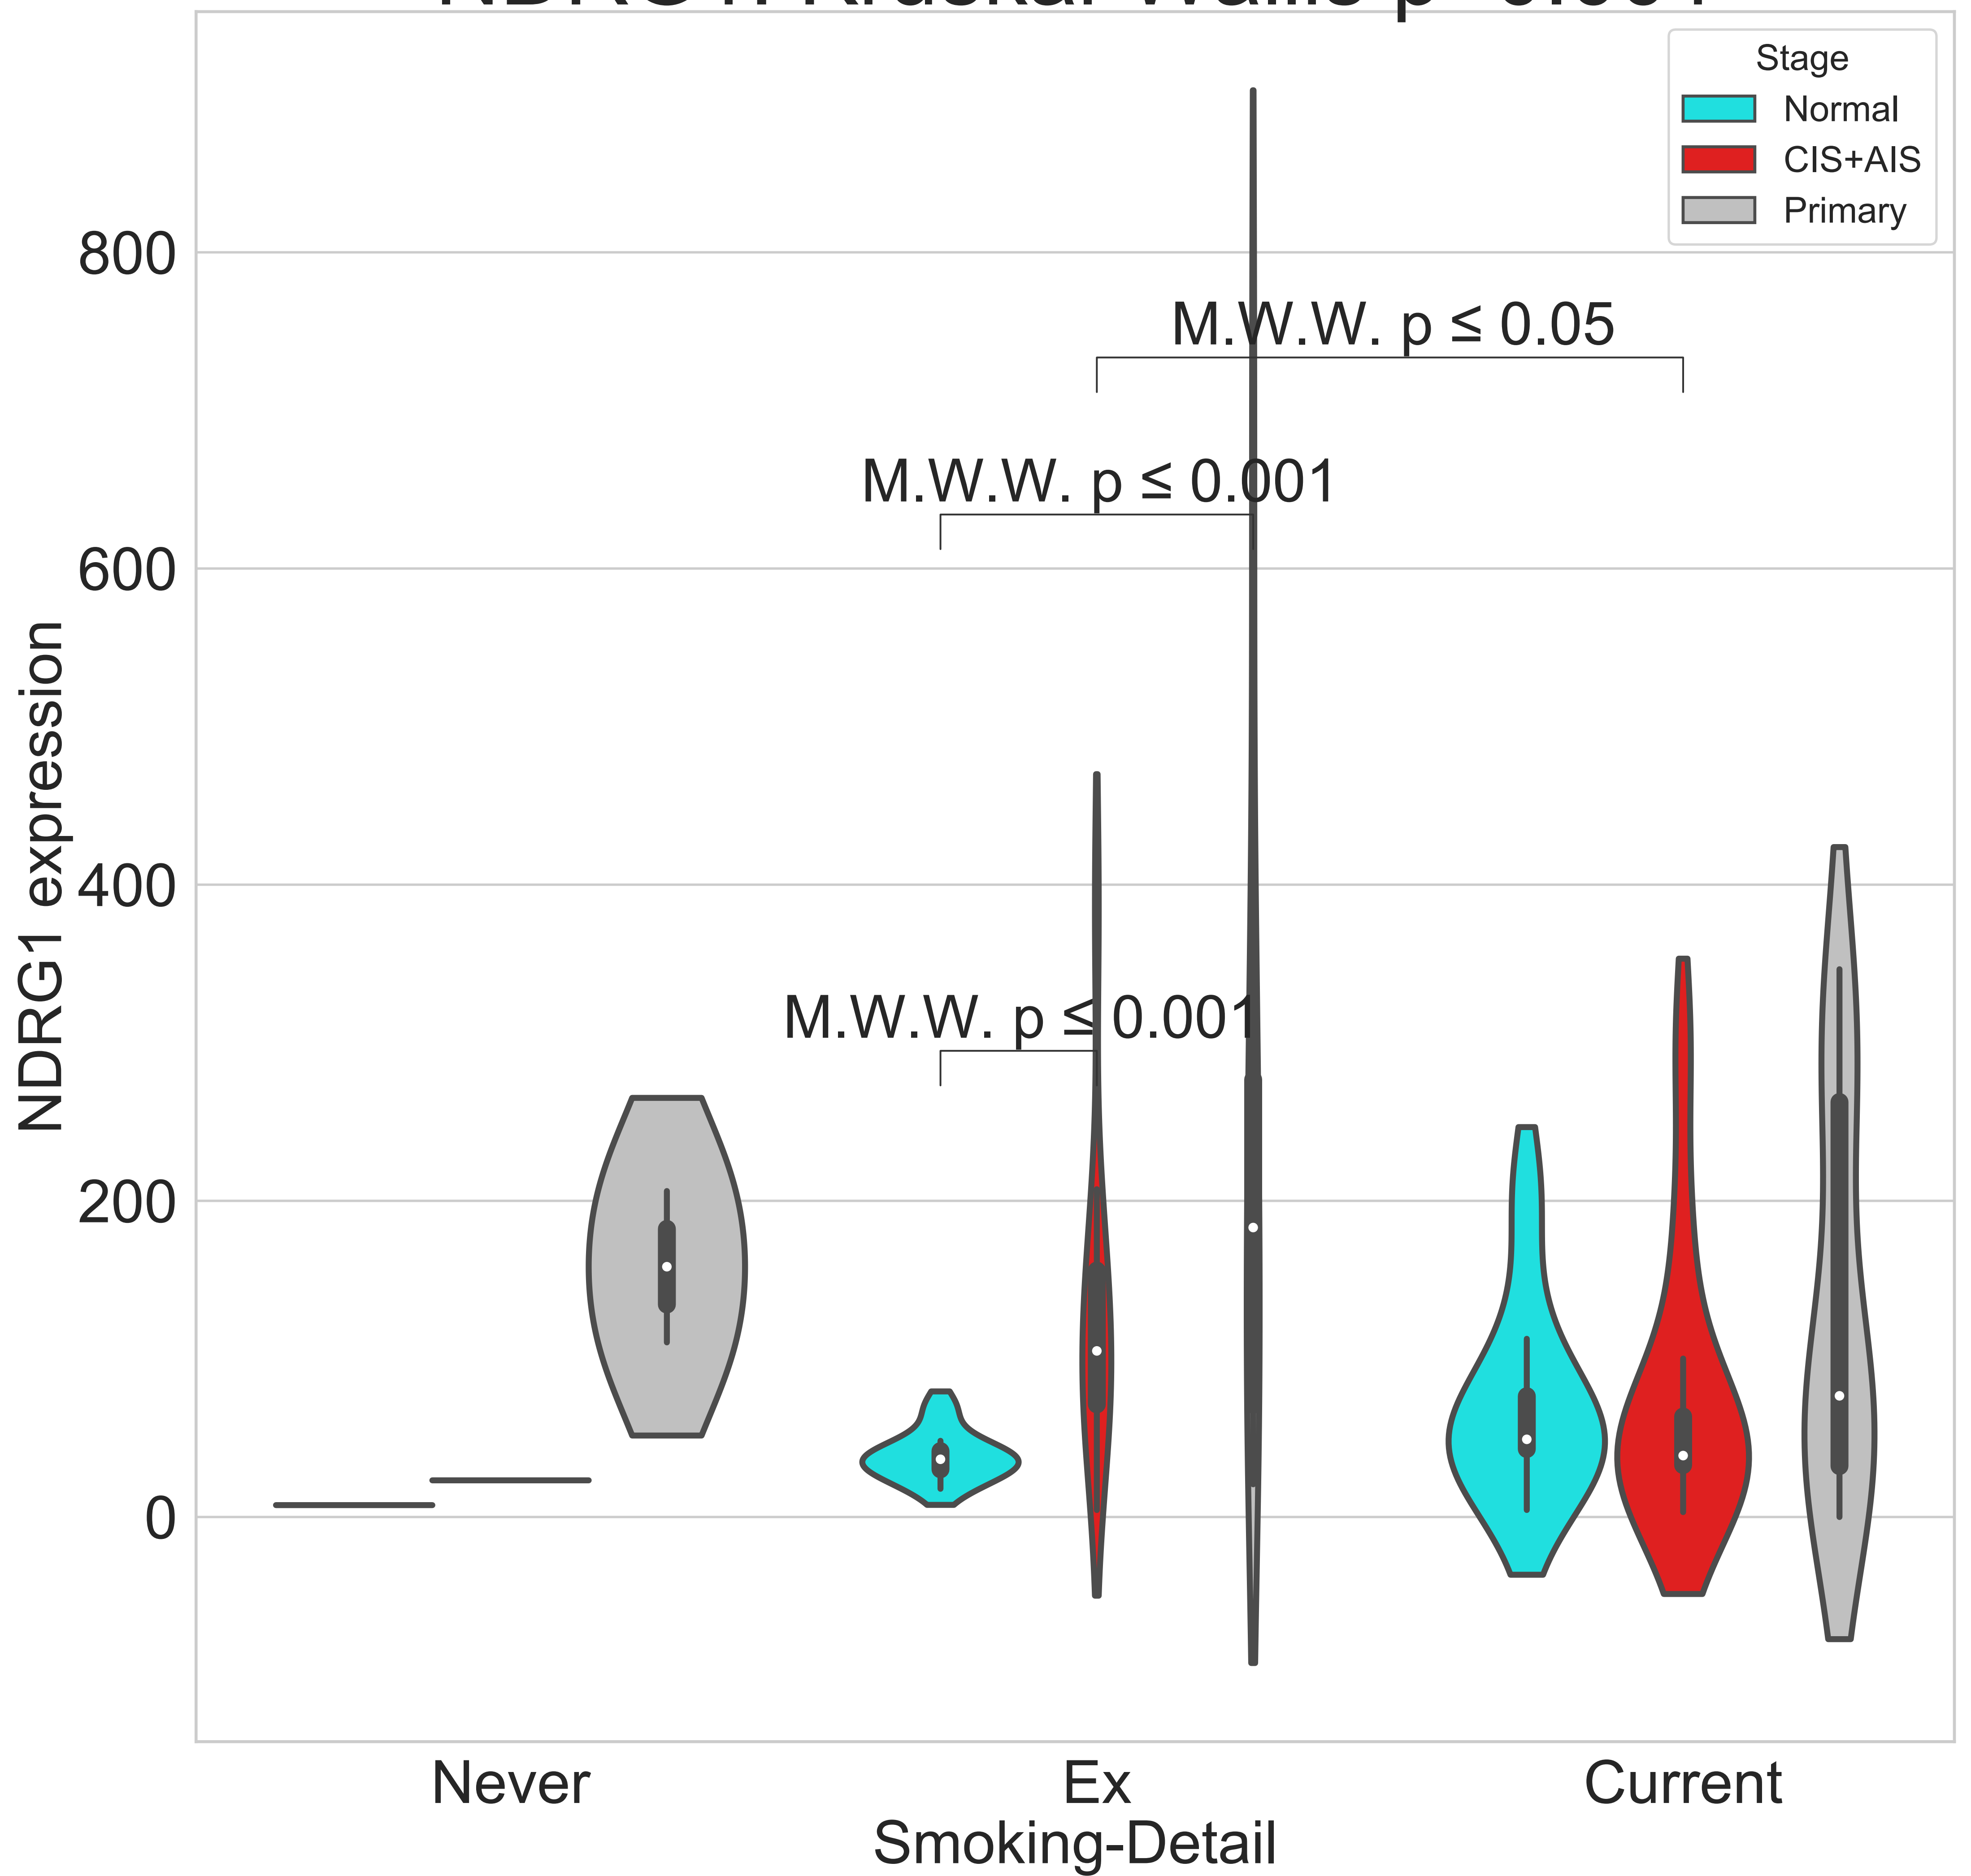 Stage
Normal
CIS+AIS
Primary
800
600
400
200
0
NDRG1 expression
M.W.W. p ≤ 0.05
M.W.W. p ≤ 0.001
M.W.W. p ≤ 0.001
Never
Ex
Current
Smoking-Detail